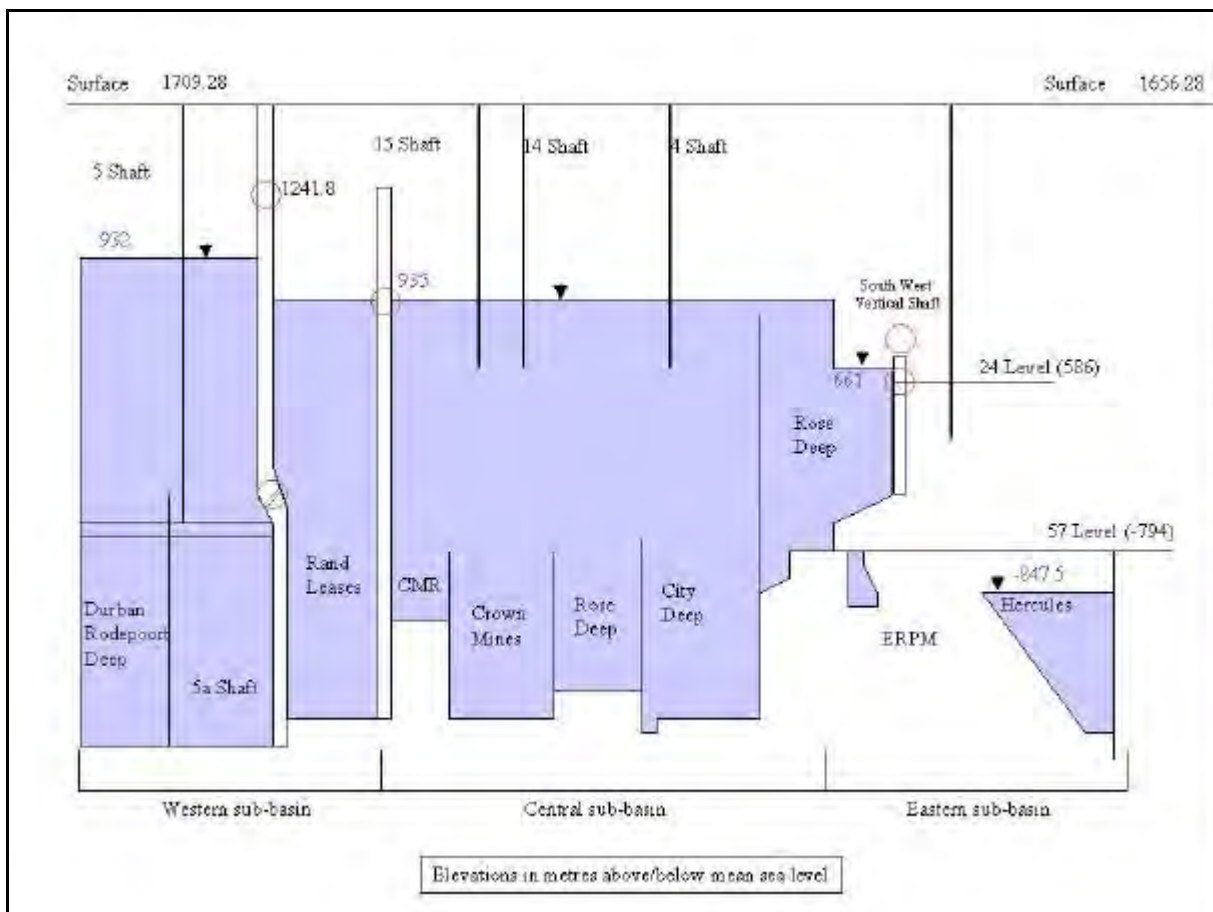 Surface 1709.28
Surface 1656.28
15 Shaft
14 Shaft
4 Shaft
5 Shaft
1241.8
932
935
South West
Vertical Shaft
24 Level (586)
661
Rose
Deep
57 Level (-794)
-847.5
Hercules
Rand
Leases
CMR
Crown
Mines
Rose
Deep
City
Deep
ERPM
Durban
Rodepoort
Deep
5a Shaft
Western sub-basin
Central sub-basin
Eastern sub-basin
Elevations in metres above/below mean sea level